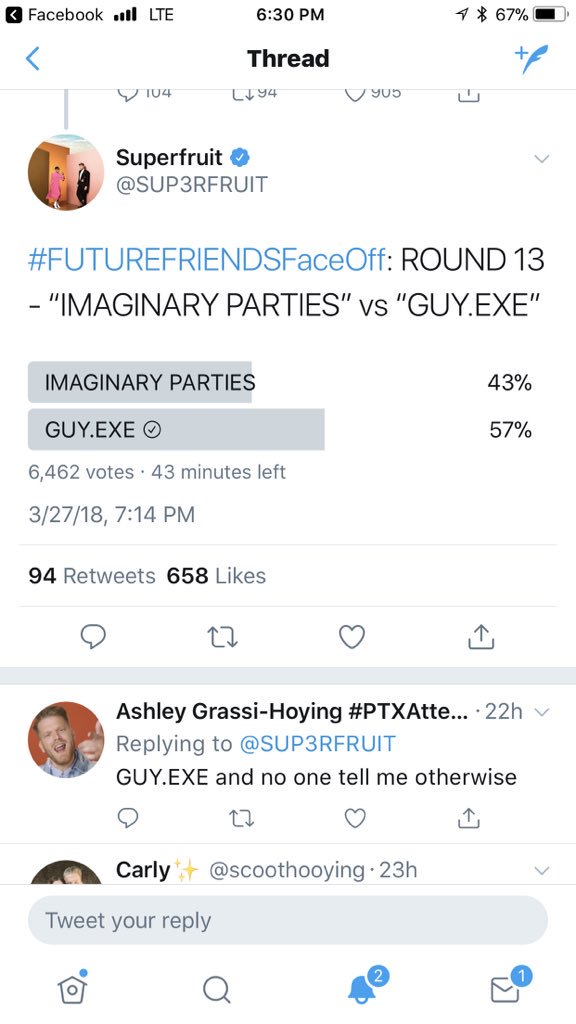 Facebook LTE 6:30 PM 67%
Thread
104 94 905
Superfruit
@SUP3RFRUIT
#FUTUREFRIENDSFaceOff: ROUND 13
- “IMAGINARY PARTIES” vs “GUY.EXE”
IMAGINARY PARTIES 43%
GUY.EXE 57%
6,462 votes · 43 minutes left
3/27/18, 7:14 PM
94 Retweets 658 Likes
Ashley Grassi-Hoying #PTXAtte... · 22h
Replying to @SUP3RFRUIT
GUY.EXE and no one tell me otherwise
Carly✨ @scoothooying · 23h
Tweet your reply
2 1